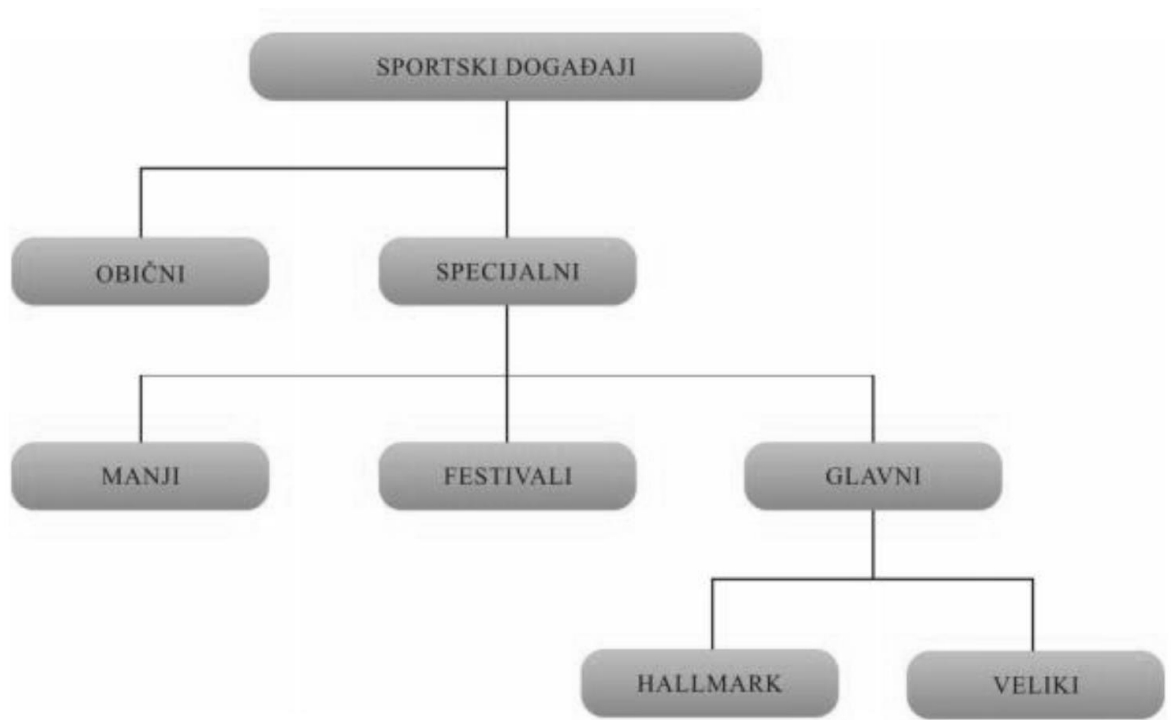 SPORTSKI DOGAĐAJI
OBIČNI
SPECIJALNI
MANJI
FESTIVALI
GLAVNI
HALLMARK
VELIKI